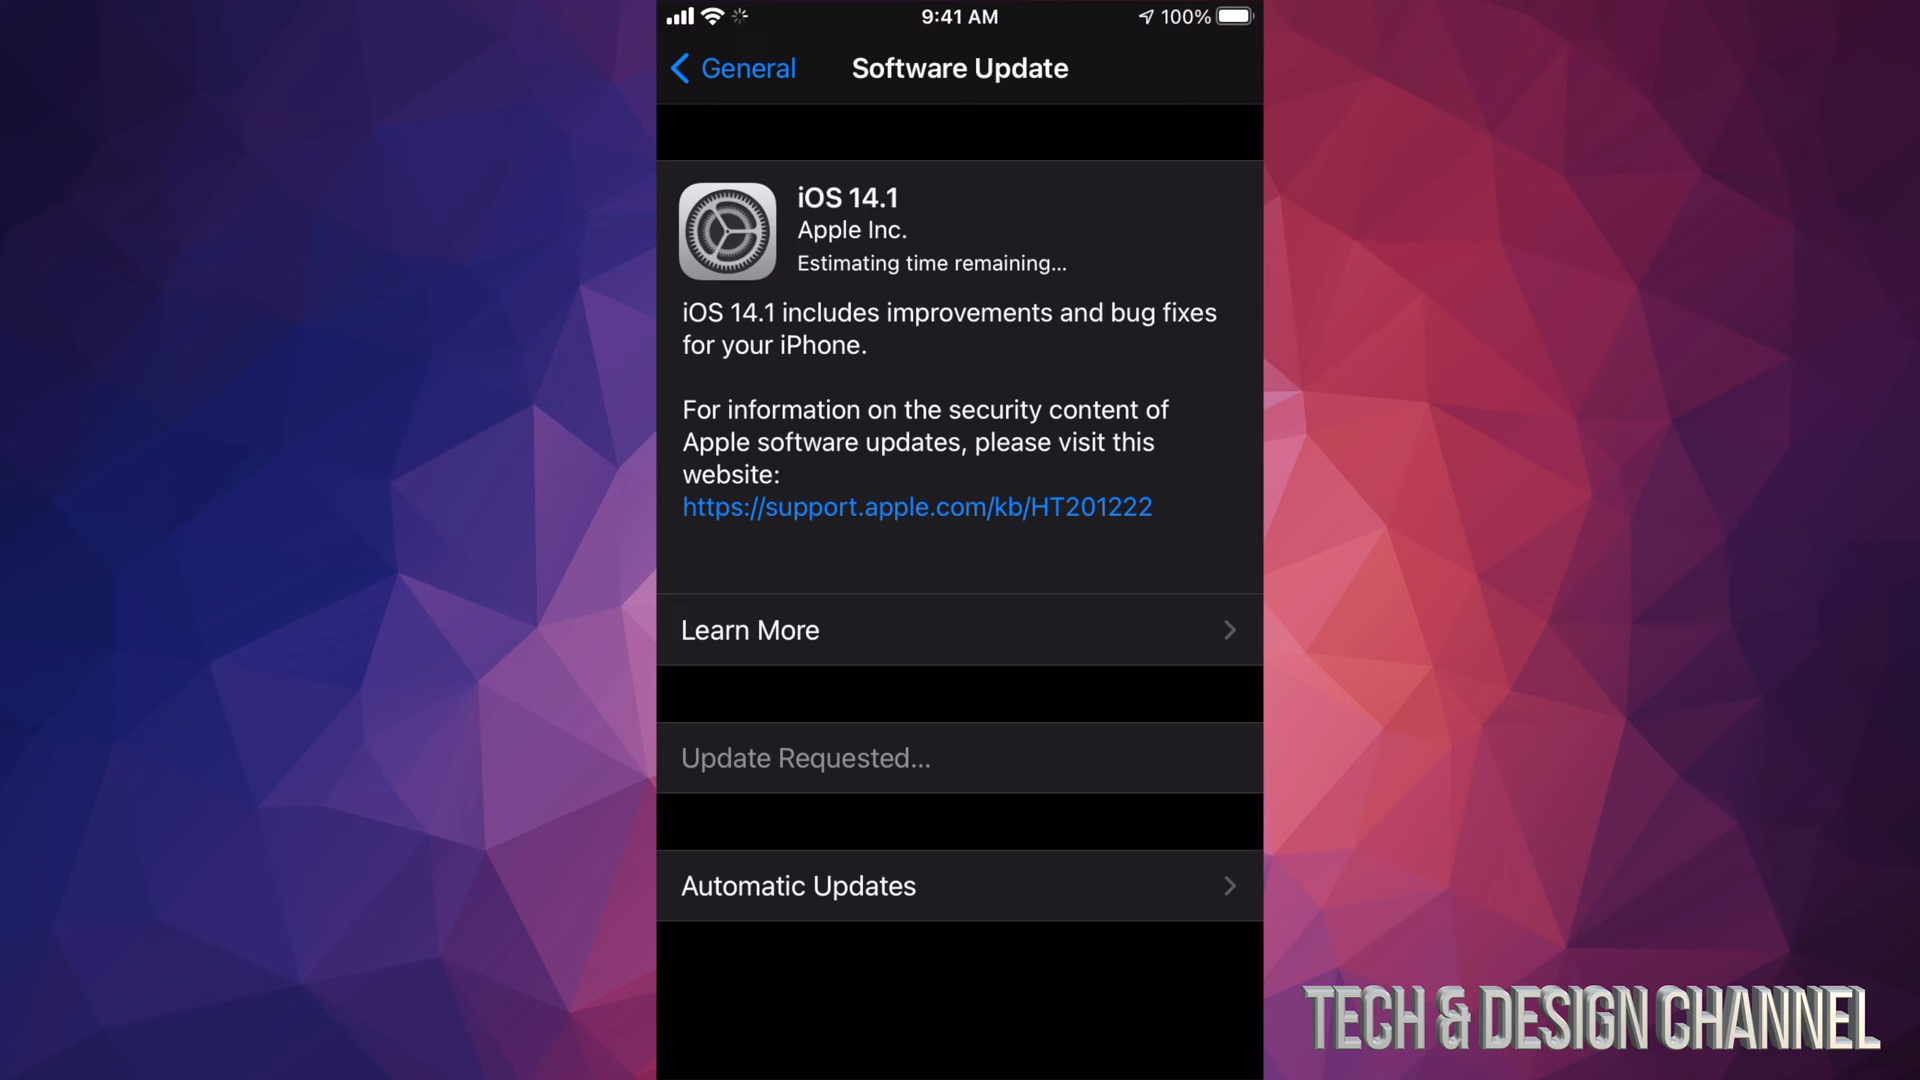 9:41 AM
100%
General
Software Update
iOS 14.1
Apple Inc.
Estimating time remaining...
iOS 14.1 includes improvements and bug fixes
for your iPhone.
For information on the security content of
Apple software updates, please visit this
website:
https://support.apple.com/kb/HT201222
Learn More
Update Requested...
Automatic Updates
TECH & DESIGN CHANNEL